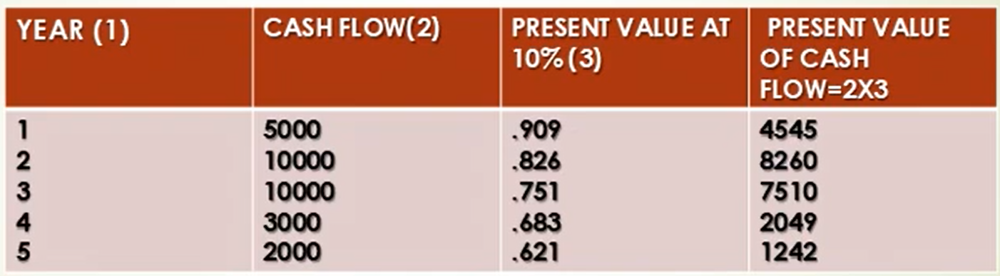 YEAR (1) CASH FLOW(2) PRESENT VALUE AT 10% (3) PRESENT VALUE OF CASH FLOW=2X3
1 5000 .909 4545
2 10000 .826 8260
3 10000 .751 7510
4 3000 .683 2049
5 2000 .621 1242